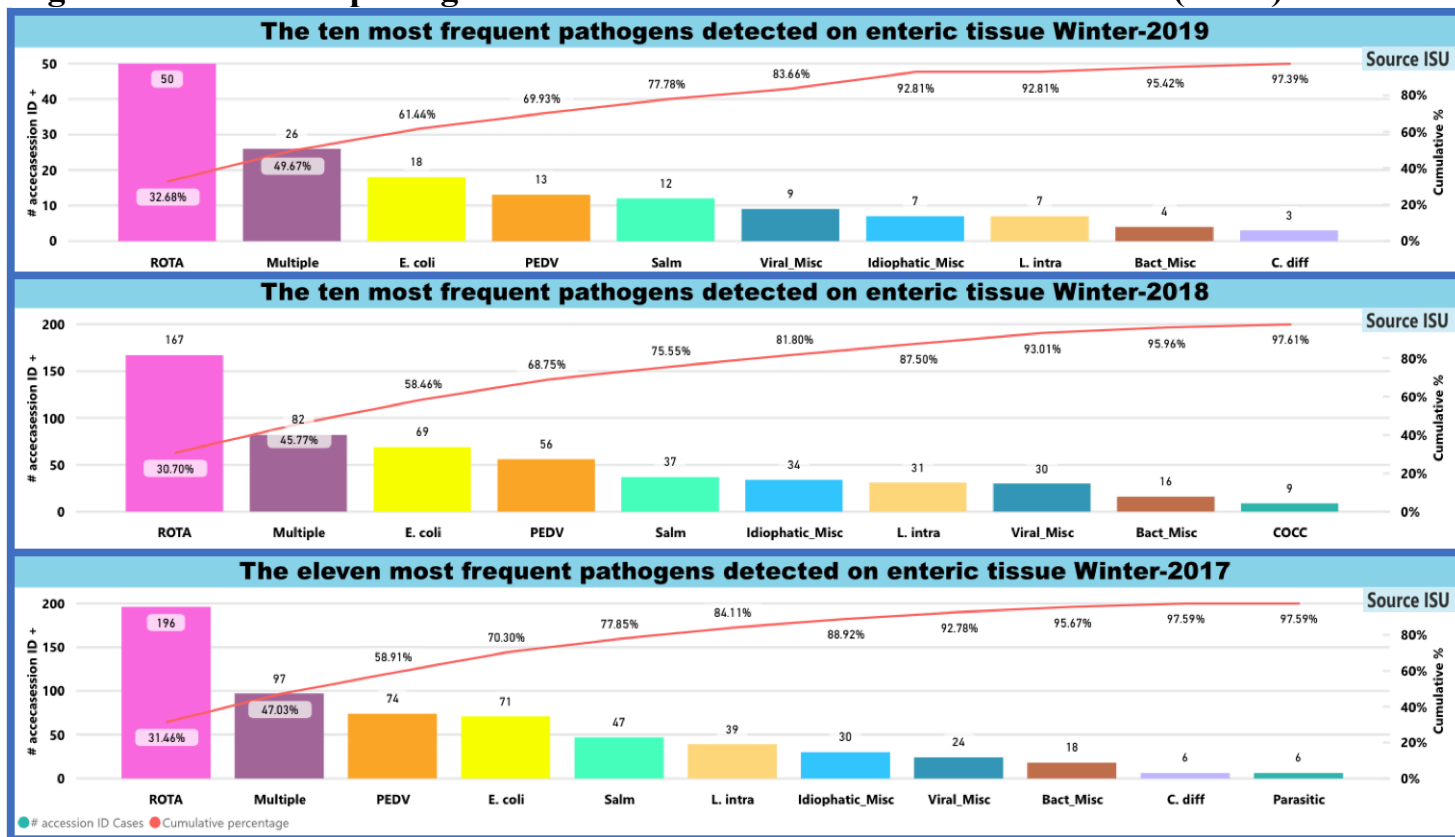 The ten most frequent pathogens detected on enteric tissue Winter-2019
Source ISU
# accecasession ID +
50
40
30
20
10
0
50
26
18
13
12
9
7
7
4
3
32.68%
49.67%
61.44%
69.93%
77.78%
83.66%
92.81%
92.81%
95.42%
97.39%
80%
60%
40%
20%
0%
Cumulative %
ROTA
Multiple
E. coli
PEDV
Salm
Viral_Misc
Idiophatic_Misc
L. intra
Bact_Misc
C. diff
The ten most frequent pathogens detected on enteric tissue Winter-2018
Source ISU
# accecasession ID +
200
150
100
50
0
167
82
69
56
37
34
31
30
16
9
30.70%
45.77%
58.46%
68.75%
75.55%
81.80%
87.50%
93.01%
95.96%
97.61%
80%
60%
40%
20%
0%
Cumulative %
ROTA
Multiple
E. coli
PEDV
Salm
Idiophatic_Misc
L. intra
Viral_Misc
Bact_Misc
COCC
The eleven most frequent pathogens detected on enteric tissue Winter-2017
Source ISU
# accecasession ID +
200
150
100
50
0
196
97
74
71
47
39
30
24
18
6
6
31.46%
47.03%
58.91%
70.30%
77.85%
84.11%
88.92%
92.78%
95.67%
97.59%
97.59%
80%
60%
40%
20%
0%
Cumulative %
ROTA
Multiple
PEDV
E. coli
Salm
L. intra
Idiophatic_Misc
Viral_Misc
Bact_Misc
C. diff
Parasitic
# accession ID Cases
Cumulative percentage